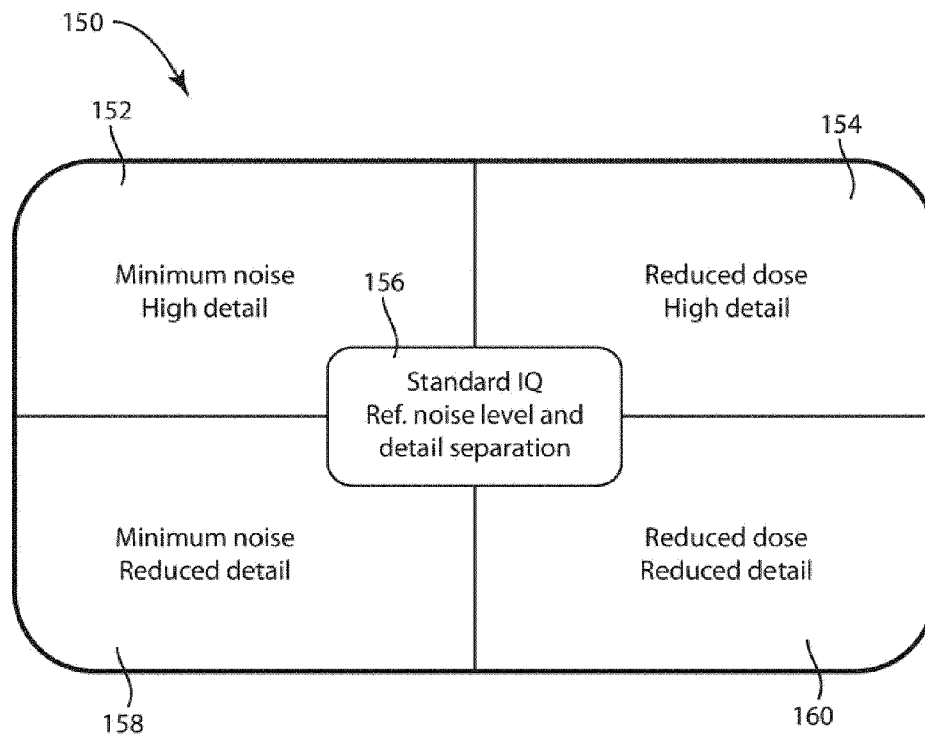 150
152
154
Minimum noise
High detail
156
Reduced dose
High detail
Standard IQ
Ref. noise level and
detail separation
Minimum noise
Reduced detail
Reduced dose
Reduced detail
158
160